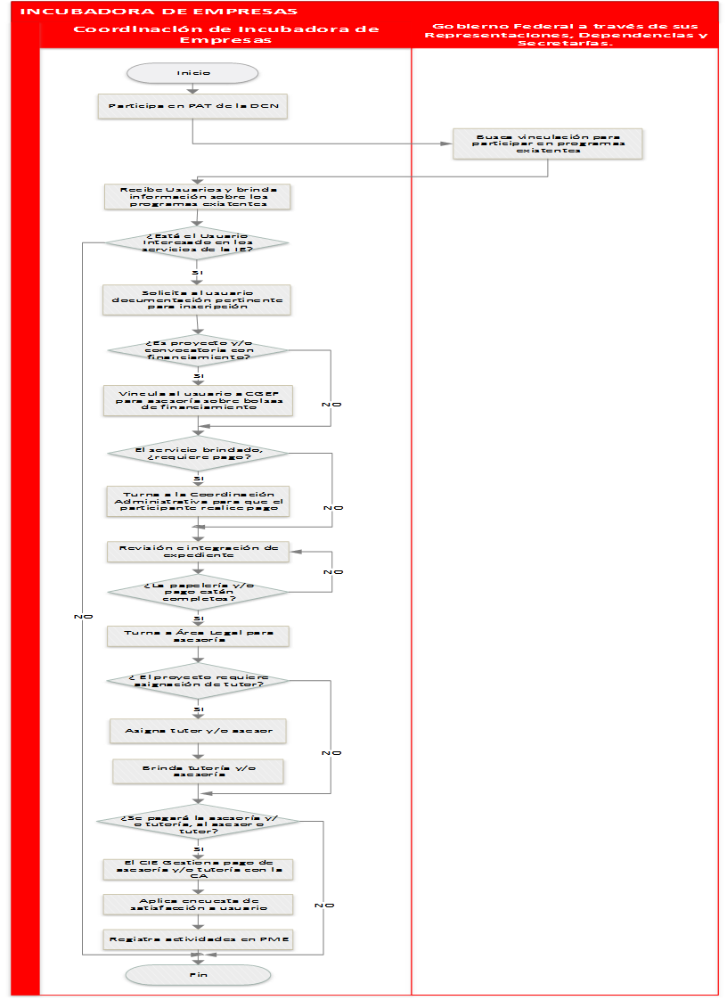 INCUBADORA DE EMPRESAS
Coordinación de Incubadora de
Empresas
Gobierno Federal a través de sus
Representaciones, Dependencias y
Secretarías.
Inicio
Participa en PAT de la DCN
Busca vinculación para
participar en programas
existentes
Recibe Usuarios y brinda
información sobre los
programas existentes
¿Está el Usuario
Interesado en los
servicios de la IE?
SI
Solicita al usuario
documentación pertinente
para inscripción
¿Es proyecto y/o
convocatoria con
financiamiento?
SI
NO
Vincula al usuario a CGEF
para asesoría sobre bolsas
de financiamiento
El servicio brindado,
¿requiere pago?
SI
NO
Turna a la Coordinación
Administrativa para que el
participante realice pago
Revisión e integración de
expediente
NO
¿La papelería y/o
pago están
completos?
SI
NO
Turna a Área Legal para
asesoría
¿ El proyecto requiere
asignación de tutor?
SI
Asigna tutor y/o asesor
NO
Brinda tutoría y/o
asesoría
¿Se pagará la asesoría y/
o tutoría, al asesor o
tutor?
SI
El CIE Gestiona pago de
asesoría y/o tutoría con la
CA
Aplica encuesta de
satisfacción a usuario
NO
Registra actividades en PME
Fin